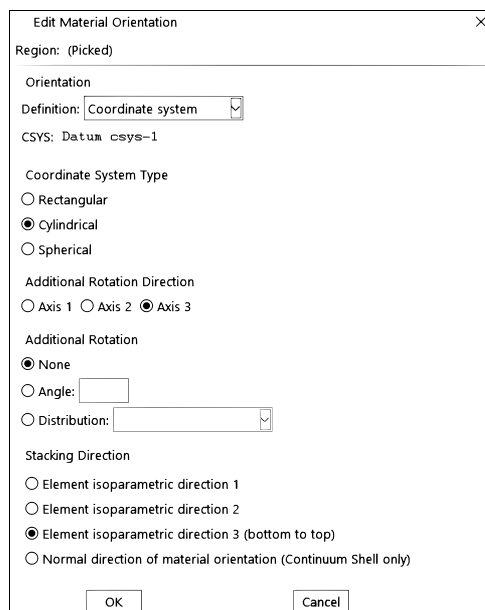 Edit Material Orientation
Region: (Picked)
Orientation
Definition: Coordinate system
CSYS: Datum csys-1
Coordinate System Type
Rectangular
Cylindrical
Spherical
Additional Rotation Direction
Axis 1 Axis 2 Axis 3
Additional Rotation
None
Angle:
Distribution:
Stacking Direction
Element isoparametric direction 1
Element isoparametric direction 2
Element isoparametric direction 3 (bottom to top)
Normal direction of material orientation (Continuum Shell only)
OK Cancel